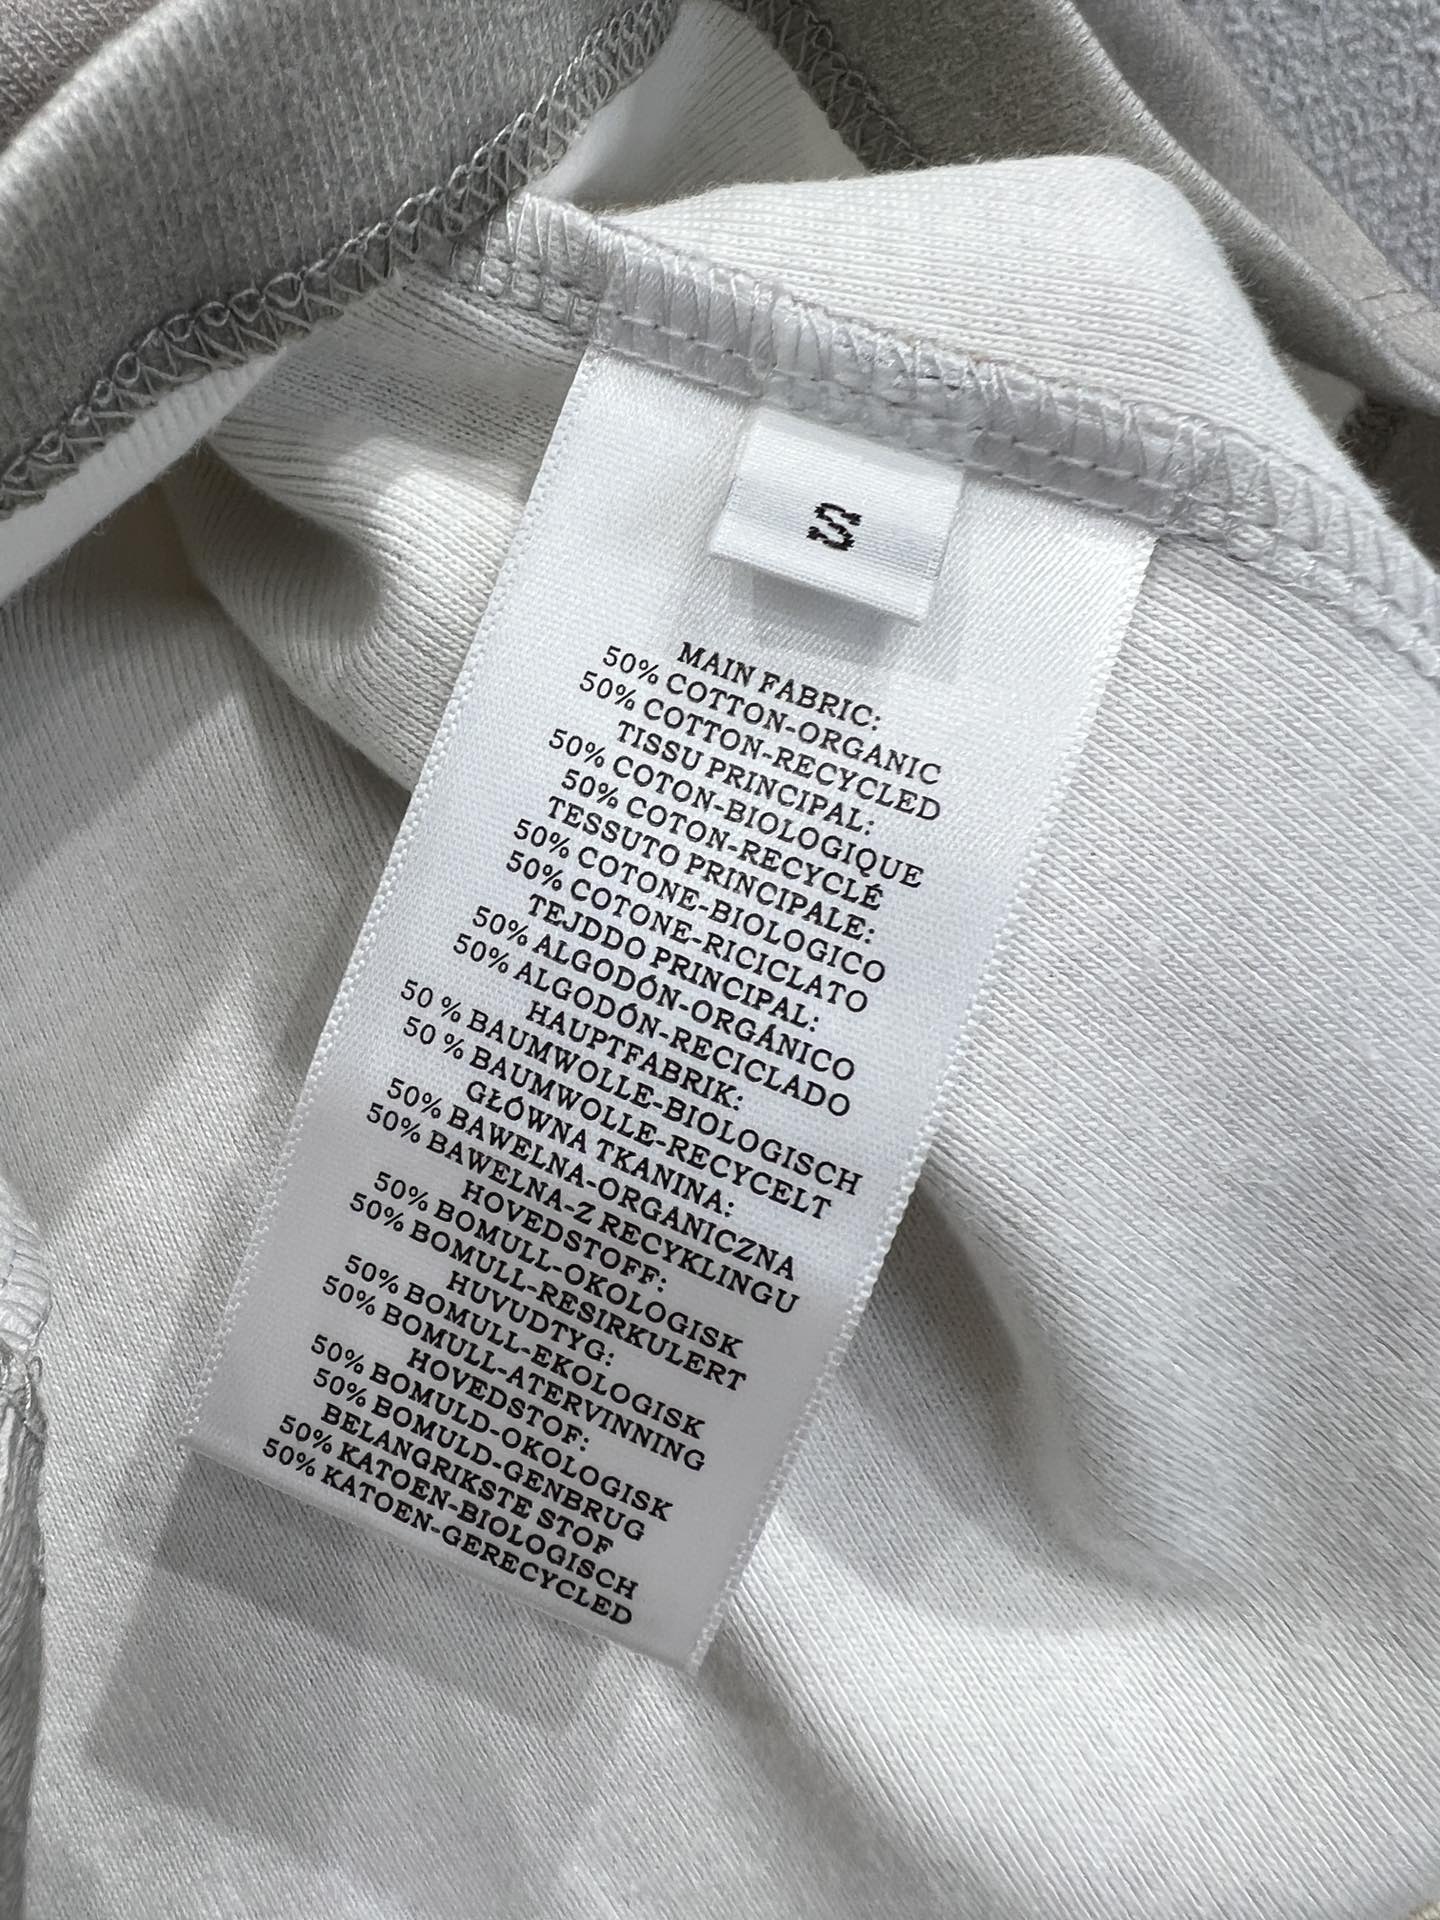 S
MAIN FABRIC:
50% COTTON-ORGANIC
50% COTTON-RECYCLED
TISSU PRINCIPAL:
50% COTON-BIOLOGIQUE
50% COTON-RECYCLÉ
TESSUTO PRINCIPALE:
50% COTONE-BIOLOGICO
50% COTONE-RICICLATO
TEJDDO PRINCIPAL:
50% ALGODÓN-ORGÁNICO
50% ALGODÓN-RECICLADO
HAUPTFABRIK:
50 % BAUMWOLLE-BIOLOGISCH
50 % BAUMWOLLE-RECYCELT
GŁÓWNA TKANINA:
50% BAWELNA-ORGANICZNA
50% BAWELNA-Z RECYKLINGU
HOVEDSTOFF:
50% BOMULL-OKOLOGISK
50% BOMULL-RESIRKULERT
HUVUDTYG:
50% BOMULL-EKOLOGISK
50% BOMULL-ATERVINNING
HOVEDSTOF:
50% BOMULD-OKOLOGISK
50% BOMULD-GENBRUG
BELANGRIKSTE STOF
50% KATOEN-BIOLOGISCH
50% KATOEN-GERECYCLED